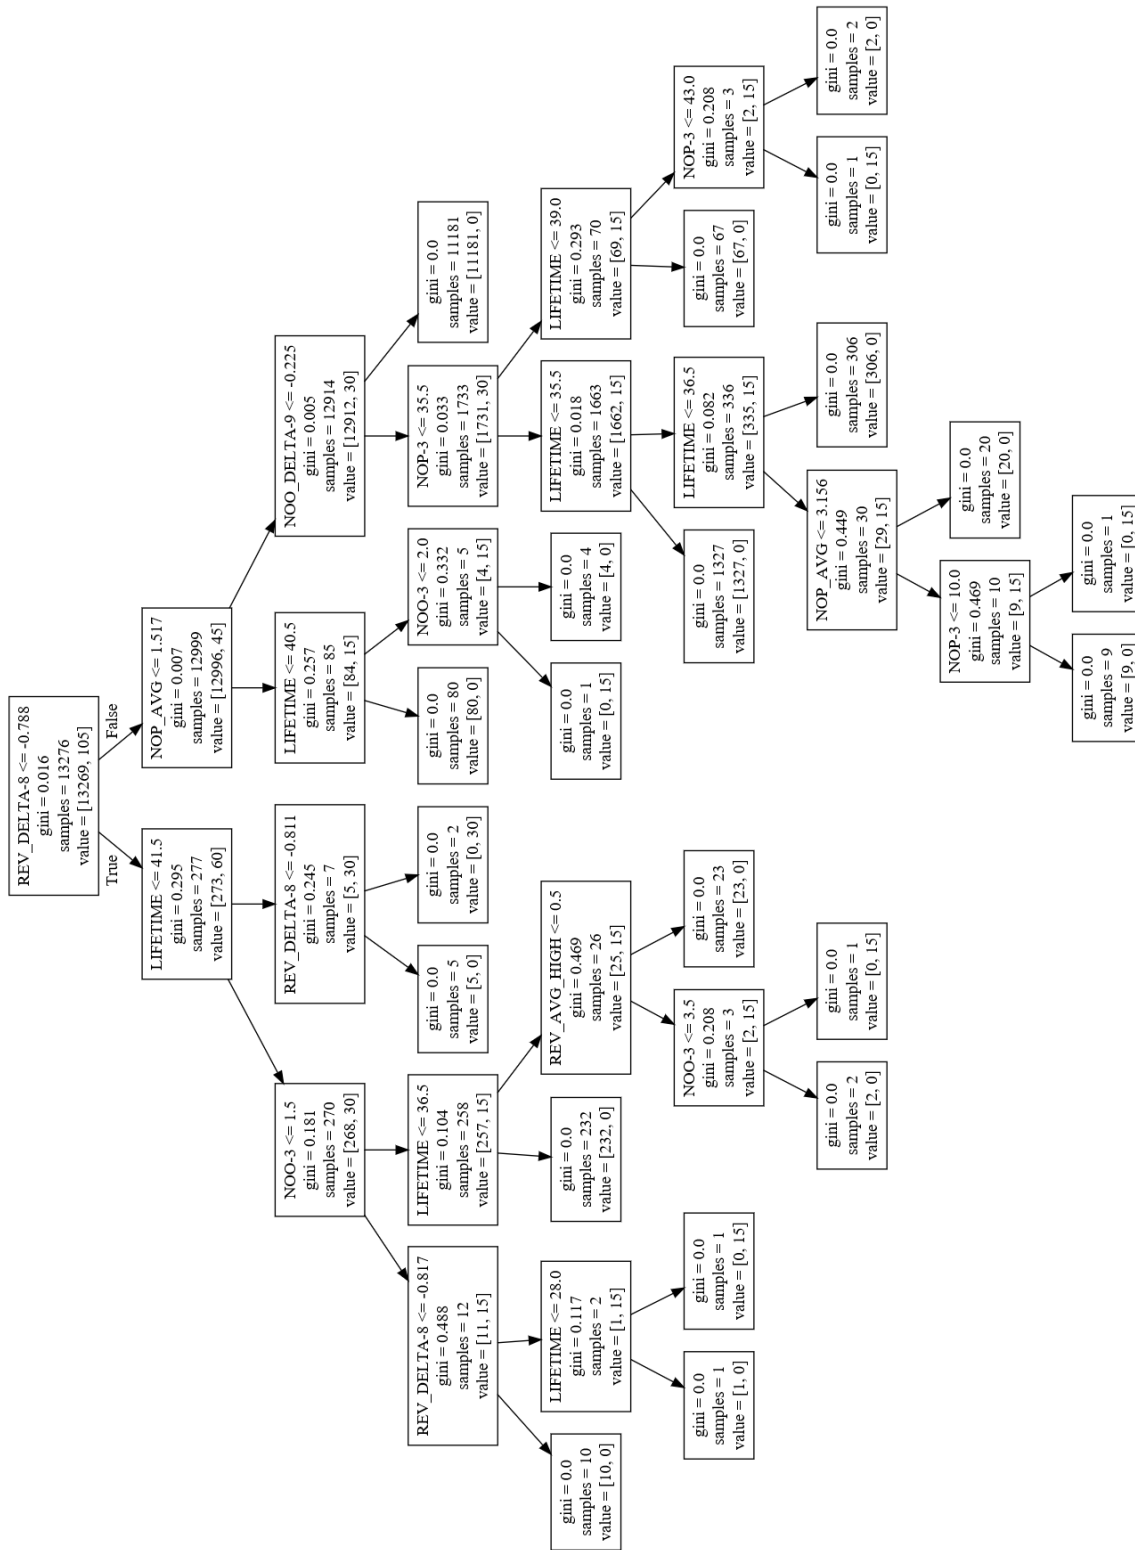 REV_DELTA-8 <= -0.788
gini = 0.016
samples = 13276
value = [13269, 105]
True
False
LIFETIME <= 41.5
gini = 0.295
samples = 277
value = [273, 60]
NOP_AVG <= 1.517
gini = 0.007
samples = 12999
value = [12996, 45]
NOO-3 <= 1.5
gini = 0.181
samples = 270
value = [268, 30]
REV_DELTA-8 <= -0.811
gini = 0.245
samples = 7
value = [5, 30]
LIFETIME <= 40.5
gini = 0.257
samples = 85
value = [84, 15]
NOO_DELTA-9 <= -0.225
gini = 0.005
samples = 12914
value = [12912, 30]
REV_DELTA-8 <= -0.817
gini = 0.488
samples = 12
value = [11, 15]
LIFETIME <= 36.5
gini = 0.104
samples = 258
value = [257, 15]
gini = 0.0
samples = 5
value = [5, 0]
gini = 0.0
samples = 2
value = [0, 30]
gini = 0.0
samples = 80
value = [80, 0]
NOO-3 <= 2.0
gini = 0.332
samples = 5
value = [4, 15]
NOP-3 <= 35.5
gini = 0.033
samples = 1733
value = [1731, 30]
gini = 0.0
samples = 11181
value = [11181, 0]
gini = 0.0
samples = 10
value = [10, 0]
LIFETIME <= 28.0
gini = 0.117
samples = 2
value = [1, 15]
gini = 0.0
samples = 232
value = [232, 0]
REV_AVG_HIGH <= 0.5
gini = 0.469
samples = 26
value = [25, 15]
gini = 0.0
samples = 1
value = [0, 15]
gini = 0.0
samples = 4
value = [4, 0]
LIFETIME <= 35.5
gini = 0.018
samples = 1663
value = [1662, 15]
LIFETIME <= 39.0
gini = 0.293
samples = 70
value = [69, 15]
gini = 0.0
samples = 1
value = [1, 0]
gini = 0.0
samples = 1
value = [0, 15]
NOO-3 <= 3.5
gini = 0.208
samples = 3
value = [2, 15]
gini = 0.0
samples = 23
value = [23, 0]
gini = 0.0
samples = 1327
value = [1327, 0]
LIFETIME <= 36.5
gini = 0.082
samples = 336
value = [335, 15]
gini = 0.0
samples = 67
value = [67, 0]
NOP-3 <= 43.0
gini = 0.208
samples = 3
value = [2, 15]
gini = 0.0
samples = 2
value = [2, 0]
gini = 0.0
samples = 1
value = [0, 15]
NOP_AVG <= 3.156
gini = 0.449
samples = 30
value = [29, 15]
gini = 0.0
samples = 306
value = [306, 0]
gini = 0.0
samples = 1
value = [0, 15]
gini = 0.0
samples = 2
value = [2, 0]
NOP-3 <= 10.0
gini = 0.469
samples = 10
value = [9, 15]
gini = 0.0
samples = 20
value = [20, 0]
gini = 0.0
samples = 9
value = [9, 0]
gini = 0.0
samples = 1
value = [0, 15]